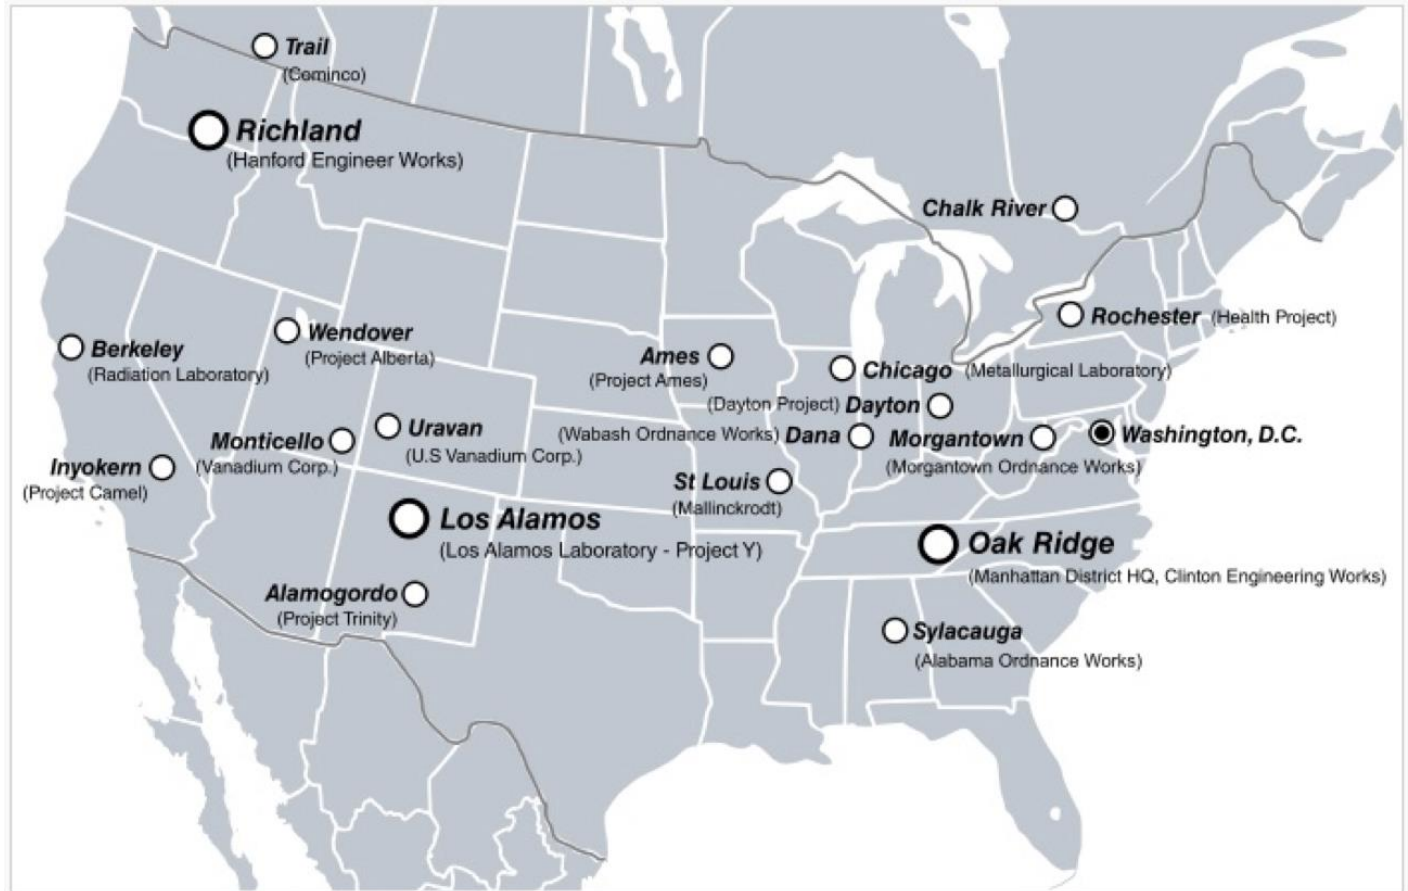 Trail
(Cominco)
Richland
(Hanford Engineer Works)
Chalk River
Rochester (Health Project)
Wendover
(Project Alberta)
Berkeley
(Radiation Laboratory)
Ames
(Project Ames)
Chicago (Metallurgical Laboratory)
(Dayton Project) Dayton
Uravan
(U.S Vanadium Corp.)
(Wabash Ordnance Works) Dana
Morgantown
(Morgantown Ordnance Works)
Washington, D.C.
Monticello
(Vanadium Corp.)
Inyokern
(Project Camel)
St Louis
(Mallinckrodt)
Los Alamos
(Los Alamos Laboratory - Project Y)
Oak Ridge
(Manhattan District HQ, Clinton Engineering Works)
Alamogordo
(Project Trinity)
Sylacauga
(Alabama Ordnance Works)